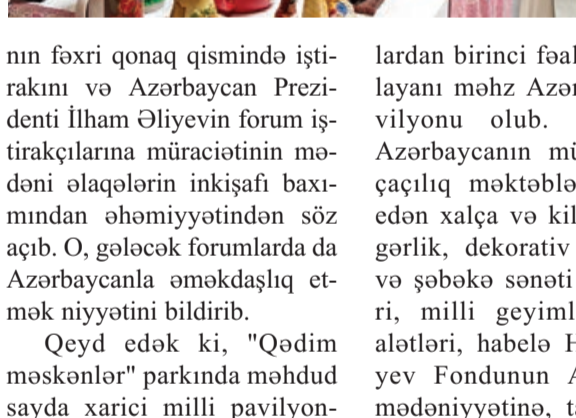 nın fəxri qonaq qismində işti-
rakını və Azərbaycan Prezi-
denti İlham Əliyevin forum iş-
tirakçılarına müraciətinin mə-
dəni əlaqələrin inkişafı baxı-
mından əhəmiyyətindən söz
açıb. O, gələcək forumlarda da
Azərbaycanla əməkdaşlıq et-
mək niyyətini bildirib.
Qeyd edək ki, "Qədim
məskənlər" parkında məhdud
sayda xarici milli pavilyon-
lardan birinci fəal
layanı məhz Azər
vilyonu olub.
Azərbaycanın mü
çaçılıq məktəblə
edən xalça və kil
gərlik, dekorativ
və şəbəkə sənəti
ri, milli geyiml
alətləri, habelə H
yev Fondunun A
mədəniyyətinə, t